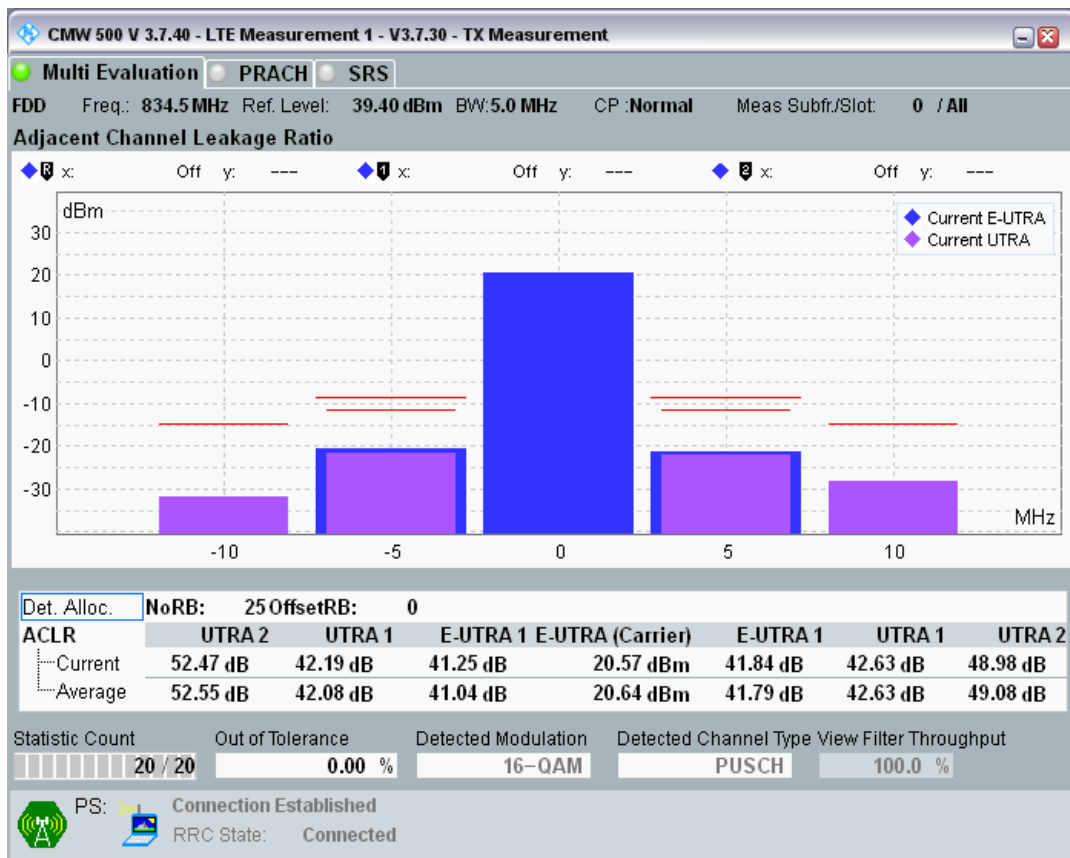 CMW 500 V 3.7.40 - LTE Measurement 1 - V3.7.30 - TX Measurement
Multi Evaluation PRACH SRS
FDD Freq.: 834.5 MHz Ref. Level: 39.40 dBm BW:5.0 MHz CP :Normal Meas Subfr./Slot: 0 / All
Adjacent Channel Leakage Ratio
R x: Off y: --- 1 x: Off y: --- 2 x: Off y: ---
dBm
Current E-UTRA
Current UTRA
30
20
10
0
-10
-20
-30
MHz
-10 -5 0 5 10
Det. Alloc. NoRB: 25 OffsetRB: 0
ACLR UTRA 2 UTRA 1 E-UTRA 1 E-UTRA (Carrier) E-UTRA 1 UTRA 1 UTRA 2
Current 52.47 dB 42.19 dB 41.25 dB 20.57 dBm 41.84 dB 42.63 dB 48.98 dB
Average 52.55 dB 42.08 dB 41.04 dB 20.64 dBm 41.79 dB 42.63 dB 49.08 dB
Statistic Count Out of Tolerance Detected Modulation Detected Channel Type View Filter Throughput
20 / 20 0.00 % 16-QAM PUSCH 100.0 %
PS: Connection Established
RRC State: Connected